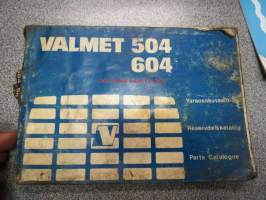 VALMET 504
604
Varaosaluettelo
Reservdelskatalog
Parts Catalogue
V